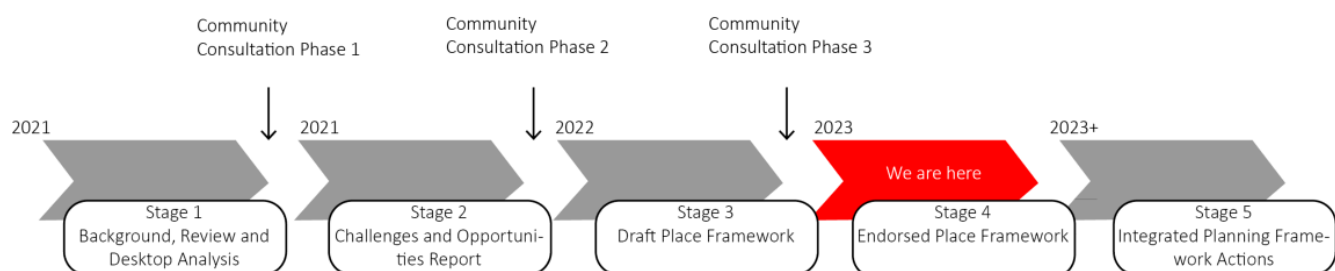 Community
Consultation Phase 1
Community
Consultation Phase 2
Community
Consultation Phase 3
2021
2021
2022
2023
2023+
We are here
Stage 1
Background, Review and
Desktop Analysis
Stage 2
Challenges and Opportuni-
ties Report
Stage 3
Draft Place Framework
Stage 4
Endorsed Place Framework
Stage 5
Integrated Planning Frame-
work Actions